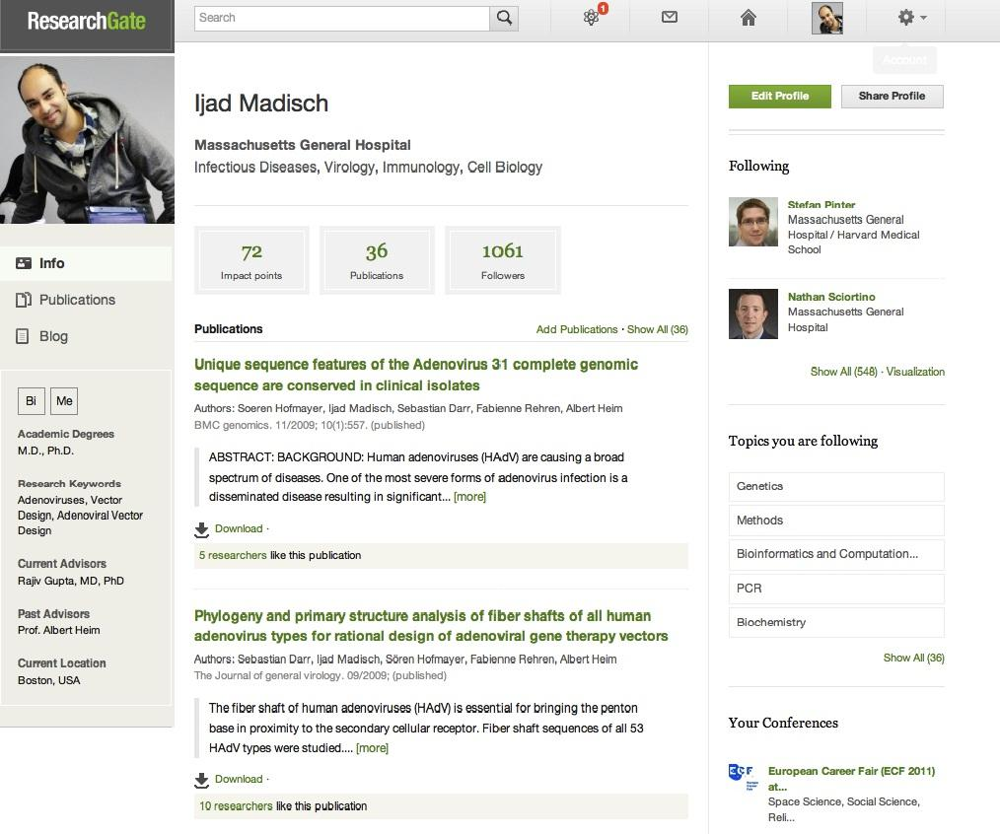 ResearchGate
Search
1
Account
Ijad Madisch
Massachusetts General Hospital
Infectious Diseases, Virology, Immunology, Cell Biology
72
Impact points
36
Publications
1061
Followers
Info
Publications
Blog
Bi
Me
Academic Degrees
M.D., Ph.D.
Research Keywords
Adenoviruses, Vector
Design, Adenoviral Vector
Design
Current Advisors
Rajiv Gupta, MD, PhD
Past Advisors
Prof. Albert Heim
Current Location
Boston, USA
Publications
Add Publications · Show All (36)
Unique sequence features of the Adenovirus 31 complete genomic
sequence are conserved in clinical isolates
Authors: Soeren Hofmayer, Ijad Madisch, Sebastian Darr, Fabienne Rehren, Albert Heim
BMC genomics. 11/2009; 10(1):557. (published)
ABSTRACT: BACKGROUND: Human adenoviruses (HAdV) are causing a broad
spectrum of diseases. One of the most severe forms of adenovirus infection is a
disseminated disease resulting in significant... [more]
Download ·
5 researchers like this publication
Phylogeny and primary structure analysis of fiber shafts of all human
adenovirus types for rational design of adenoviral gene therapy vectors
Authors: Sebastian Darr, Ijad Madisch, Sören Hofmayer, Fabienne Rehren, Albert Heim
The Journal of general virology. 09/2009; (published)
The fiber shaft of human adenoviruses (HAdV) is essential for bringing the penton
base in proximity to the secondary cellular receptor. Fiber shaft sequences of all 53
HAdV types were studied.... [more]
Download ·
10 researchers like this publication
Edit Profile
Share Profile
Following
Stefan Pinter
Massachusetts General
Hospital / Harvard Medical
School
Nathan Sciortino
Massachusetts General
Hospital
Show All (548) · Visualization
Topics you are following
Genetics
Methods
Bioinformatics and Computation...
PCR
Biochemistry
Show All (36)
Your Conferences
ECF
European
Career
Fair
European Career Fair (ECF 2011)
at...
Space Science, Social Science,
Reli...